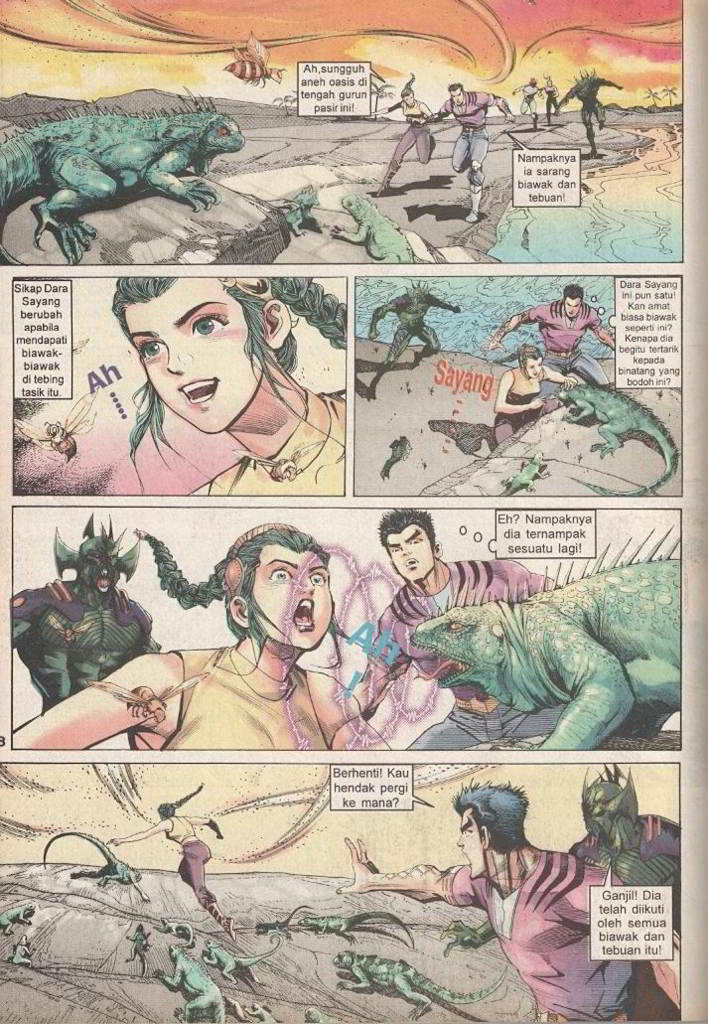 Ah,sungguh
aneh oasis di
tengah gurun
pasir ini!
Nampaknya
ia sarang
biawak dan
tebuan!
Sikap Dara
Sayang
berubah
apabila
mendapati
biawak-
biawak
di tebing
tasik itu.
Ah
Dara Sayang
ini pun satu!
Kan amat
biasa biawak
seperti ini?
Kenapa dia
begitu tertarik
kepada
binatang yang
bodoh ini?
Sayang
Eh? Nampaknya
dia ternampak
sesuatu lagi!
Ah
!
Berhenti! Kau
hendak pergi
ke mana?
Ganjil! Dia
telah diikuti
oleh semua
biawak dan
tebuan itu!